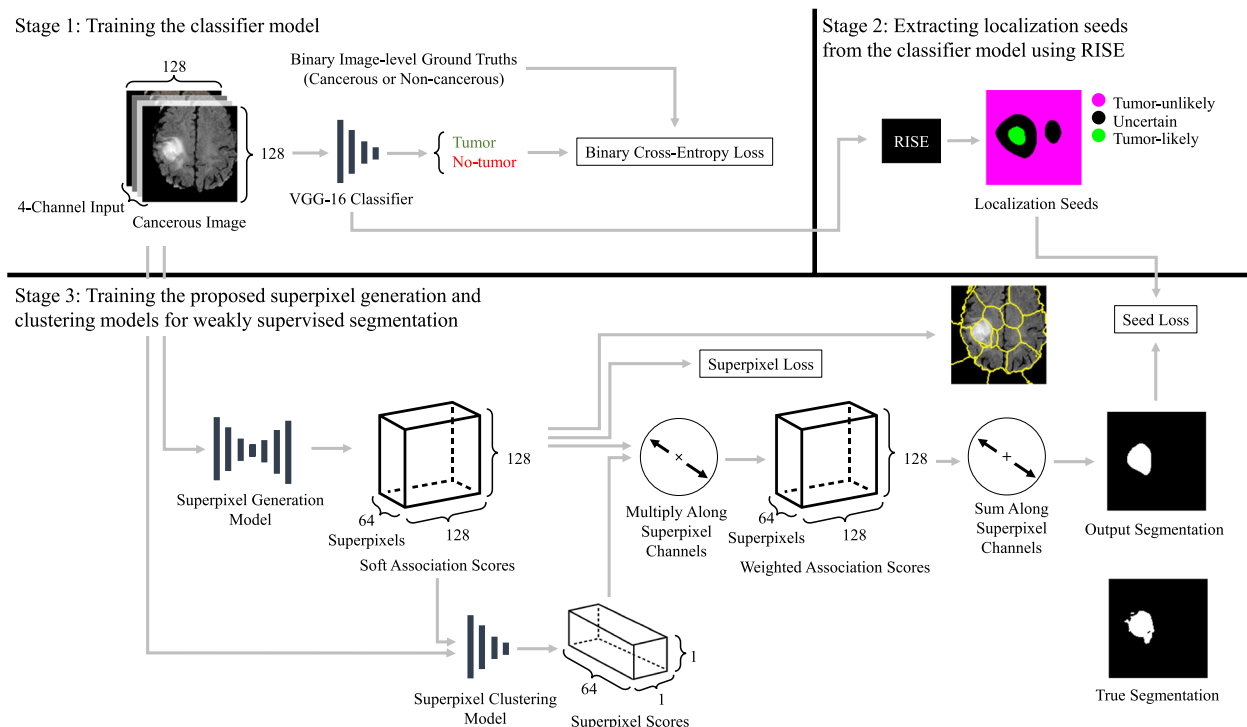 Stage 1: Training the classifier model
128
128
4-Channel Input
Cancerous Image
Binary Image-level Ground Truths
(Cancerous or Non-cancerous)
VGG-16 Classifier
Tumor
No-tumor
Binary Cross-Entropy Loss
Stage 2: Extracting localization seeds
from the classifier model using RISE
RISE
Tumor-unlikely
Uncertain
Tumor-likely
Localization Seeds
Stage 3: Training the proposed superpixel generation and
clustering models for weakly supervised segmentation
Superpixel Loss
Seed Loss
Superpixel Generation
Model
128
64
Superpixels
128
Soft Association Scores
×
Multiply Along
Superpixel
Channels
128
64
Superpixels
128
Weighted Association Scores
+
Sum Along
Superpixel
Channels
Output Segmentation
Superpixel Clustering
Model
64
1
1
Superpixel Scores
True Segmentation